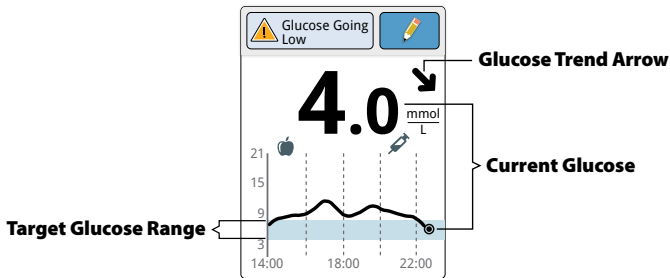 Glucose Going
Low
Glucose Trend Arrow
4.0 mmol
L
Current Glucose
21
15
9
3
Target Glucose Range
14:00 18:00 22:00